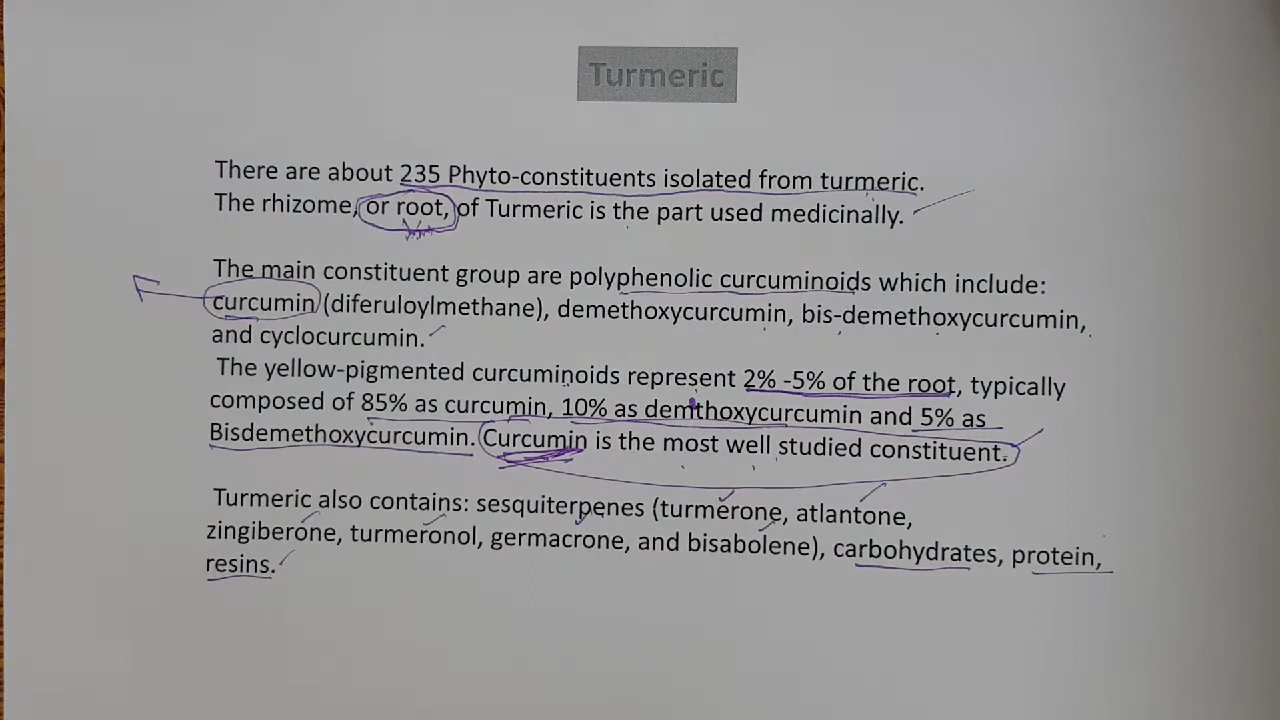 Turmeric
There are about 235 Phyto-constituents isolated from turmeric.
The rhizome, or root, of Turmeric is the part used medicinally.
The main constituent group are polyphenolic curcuminoids which include:
curcumin (diferuloylmethane), demethoxycurcumin, bis-demethoxycurcumin,
and cyclocurcumin.
The yellow-pigmented curcuminoids represent 2% -5% of the root, typically
composed of 85% as curcumin, 10% as demthoxycurcumin and 5% as
Bisdemethoxycurcumin. Curcumin is the most well studied constituent.
Turmeric also contains: sesquiterpenes (turmerone, atlantone,
zingiberone, turmeronol, germacrone, and bisabolene), carbohydrates, protein,
resins.